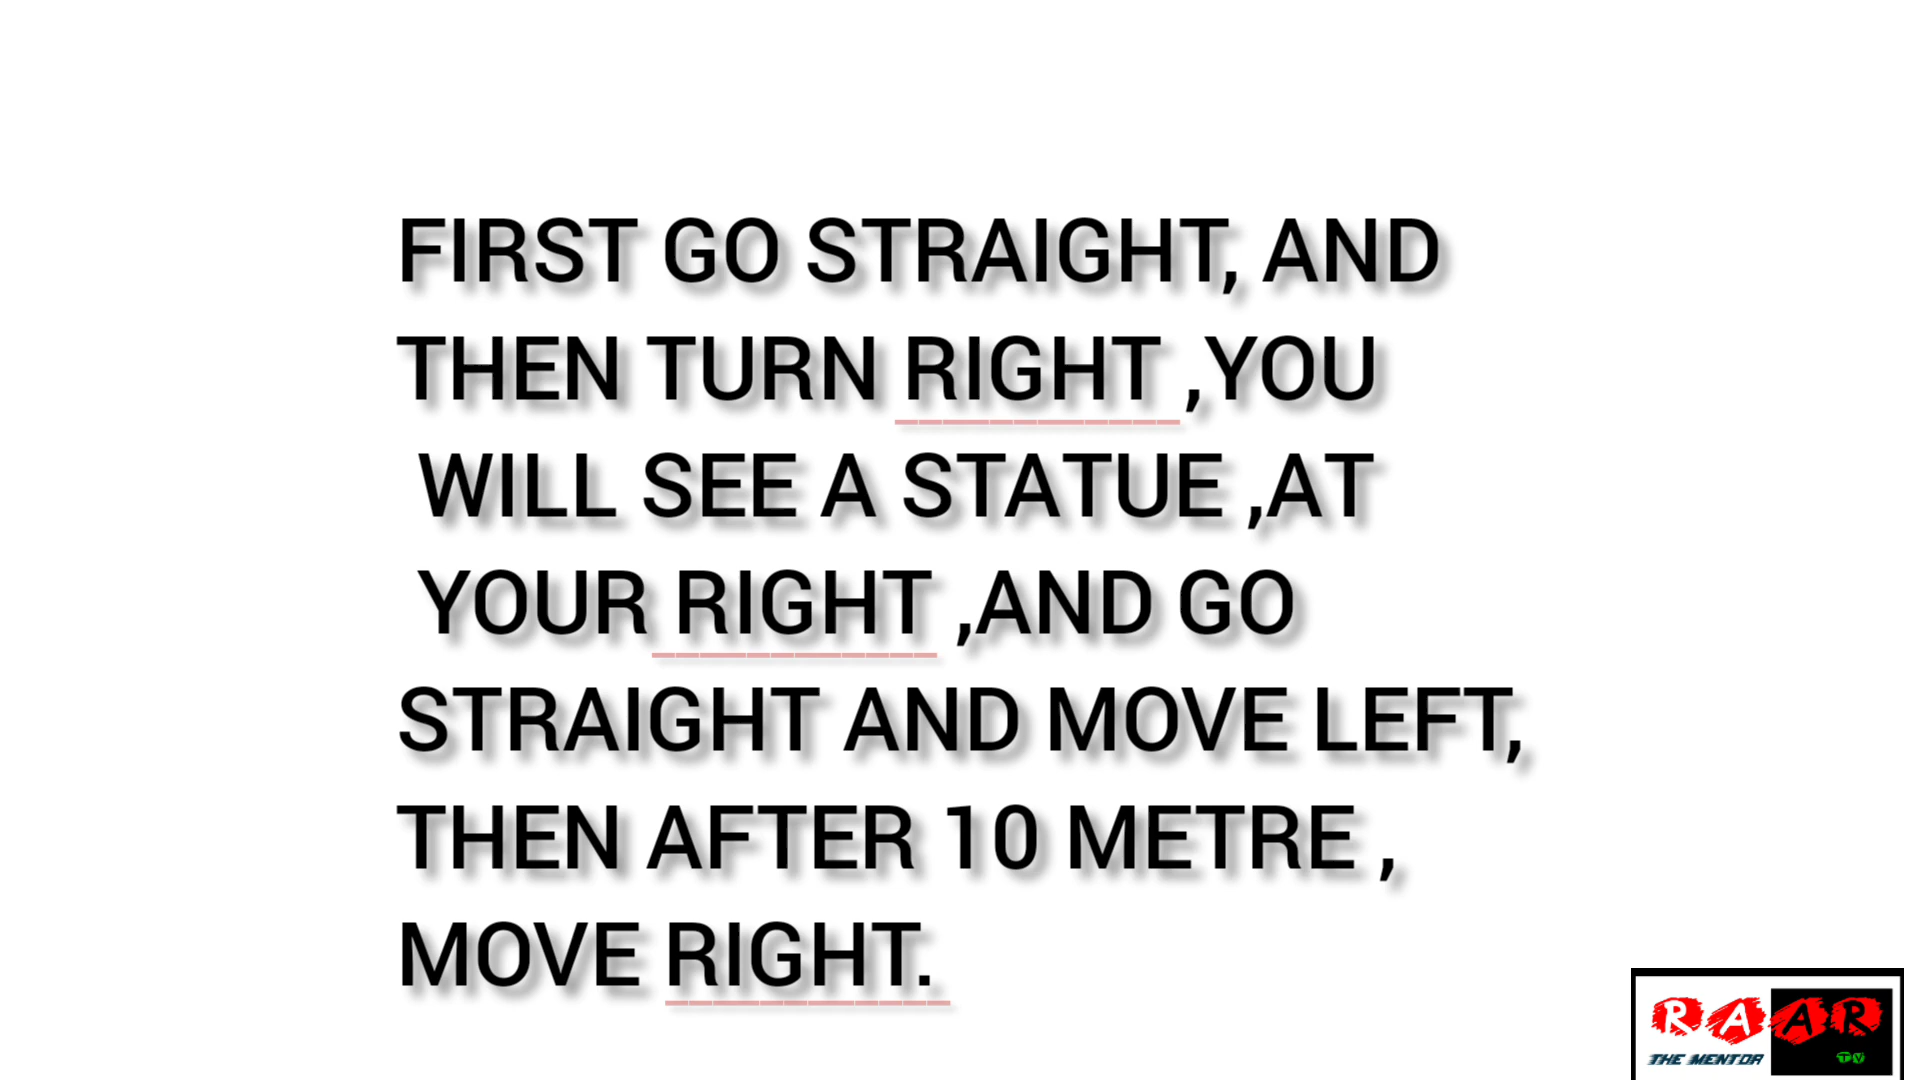 FIRST GO STRAIGHT, AND
THEN TURN RIGHT ,YOU
WILL SEE A STATUE ,AT
YOUR RIGHT ,AND GO
STRAIGHT AND MOVE LEFT,
THEN AFTER 10 METRE ,
MOVE RIGHT.
RAAR
THE MENTOR TV